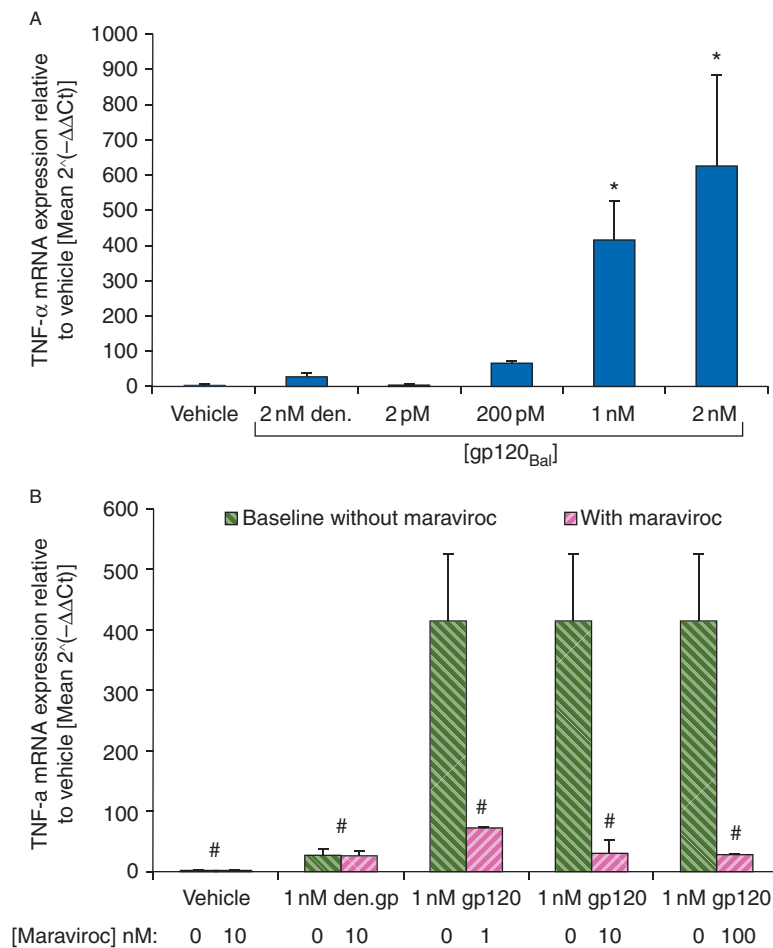 A
TNF-α mRNA expression relative
to vehicle [Mean 2^(−ΔΔCt)]
1000
900
800
700
600
500
400
300
200
100
0
*
*
Vehicle 2 nM den. 2 pM 200 pM 1 nM 2 nM
[gp120Bal]
B
TNF-a mRNA expression relative
to vehicle [Mean 2^(−ΔΔCt)]
600
500
400
300
200
100
0
Baseline without maraviroc With maraviroc
# # # # #
Vehicle 1 nM den.gp 1 nM gp120 1 nM gp120 1 nM gp120
[Maraviroc] nM: 0 10 0 10 0 1 0 10 0 100